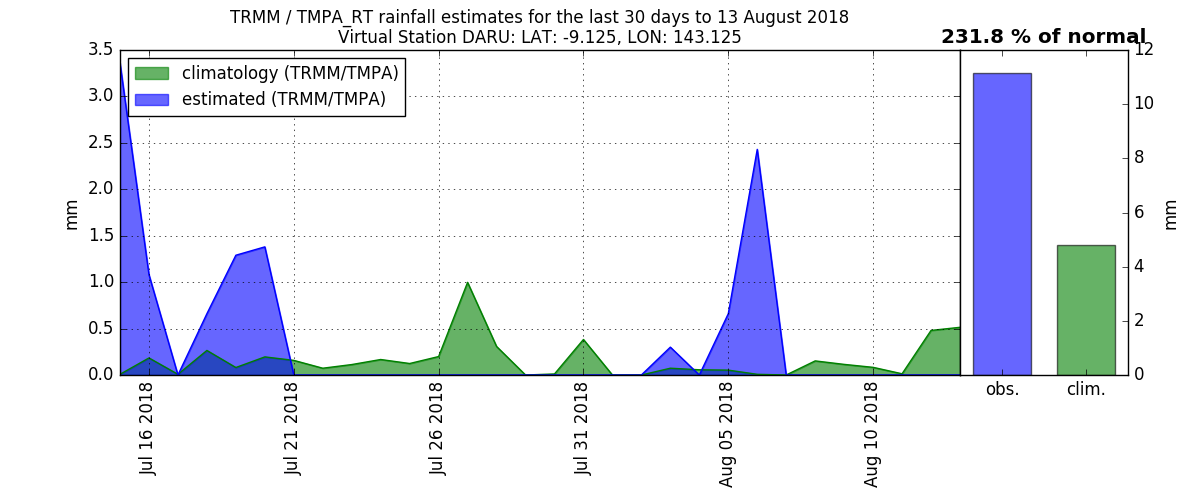 TRMM / TMPA_RT rainfall estimates for the last 30 days to 13 August 2018
Virtual Station DARU: LAT: -9.125, LON: 143.125
231.8 % of normal
climatology (TRMM/TMPA)
estimated (TRMM/TMPA)
3.5
3.0
2.5
2.0
1.5
1.0
0.5
0.0
mm
Jul 16 2018
Jul 21 2018
Jul 26 2018
Jul 31 2018
Aug 05 2018
Aug 10 2018
12
10
8
6
4
2
0
mm
obs.
clim.